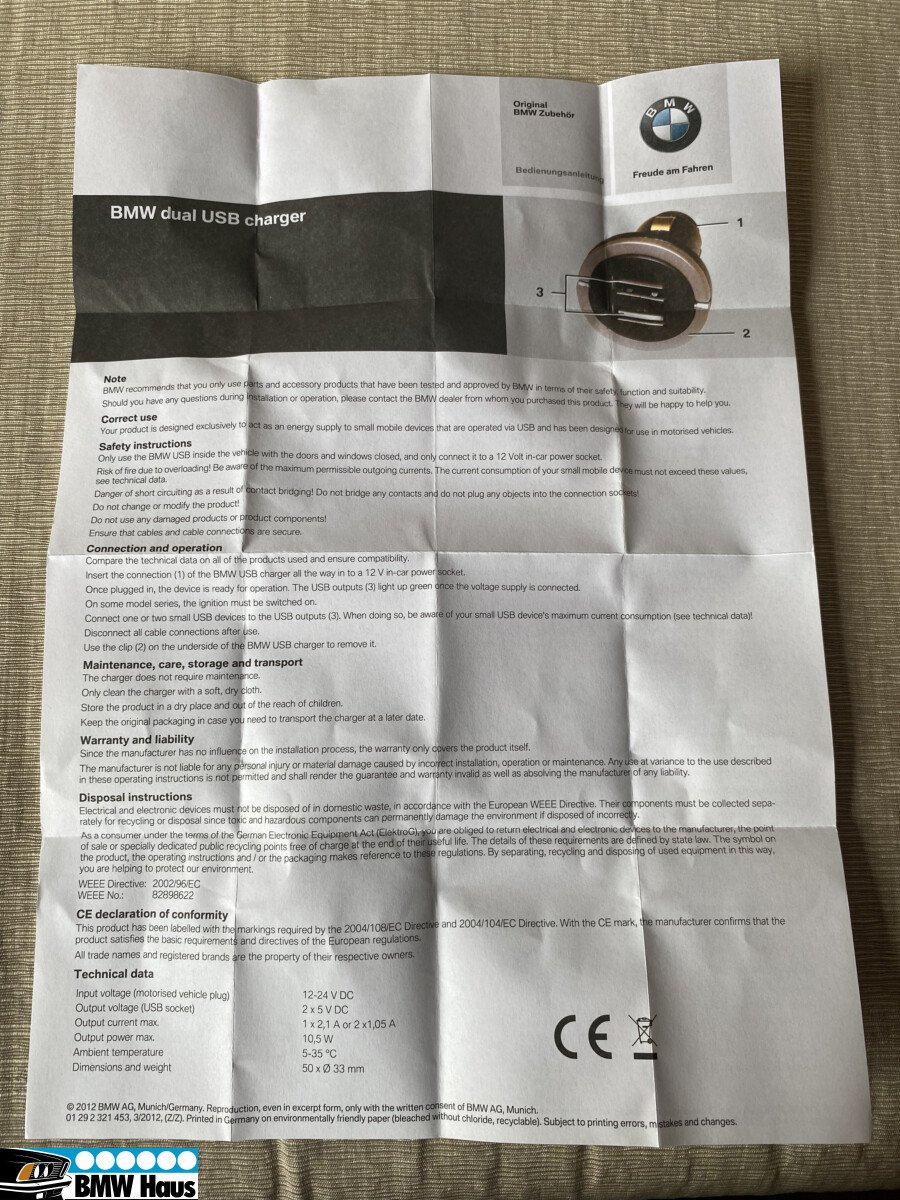 Original
BMW Zubehör
BMW
Bedienungsanleitung
Freude am Fahren
BMW dual USB charger
1
3
2
Note
BMW recommends that you only use parts and accessory products that have been tested and approved by BMW in terms of their safety, function and suitability.
Should you have any questions during installation or operation, please contact the BMW dealer from whom you purchased this product. They will be happy to help you.
Correct use
Your product is designed exclusively to act as an energy supply to small mobile devices that are operated via USB and has been designed for use in motorised vehicles.
Safety instructions
Only use the BMW USB inside the vehicle with the doors and windows closed, and only connect it to a 12 Volt in-car power socket.
Risk of fire due to overloading! Be aware of the maximum permissible outgoing currents. The current consumption of your small mobile device must not exceed these values,
see technical data.
Danger of short circuiting as a result of contact bridging! Do not bridge any contacts and do not plug any objects into the connection sockets!
Do not change or modify the product!
Do not use any damaged products or product components!
Ensure that cables and cable connections are secure.
Connection and operation
Compare the technical data on all of the products used and ensure compatibility.
Insert the connection (1) of the BMW USB charger all the way in to a 12 V in-car power socket.
Once plugged in, the device is ready for operation. The USB outputs (3) light up green once the voltage supply is connected.
On some model series, the ignition must be switched on.
Connect one or two small USB devices to the USB outputs (3). When doing so, be aware of your small USB device's maximum current consumption (see technical data)!
Disconnect all cable connections after use.
Use the clip (2) on the underside of the BMW USB charger to remove it.
Maintenance, care, storage and transport
The charger does not require maintenance.
Only clean the charger with a soft, dry cloth.
Store the product in a dry place and out of the reach of children.
Keep the original packaging in case you need to transport the charger at a later date.
Warranty and liability
Since the manufacturer has no influence on the installation process, the warranty only covers the product itself.
The manufacturer is not liable for any personal injury or material damage caused by incorrect installation, operation or maintenance. Any use at variance to the use described
in these operating instructions is not permitted and shall render the guarantee and warranty invalid as well as absolving the manufacturer of any liability.
Disposal instructions
Electrical and electronic devices must not be disposed of in domestic waste, in accordance with the European WEEE Directive. Their components must be collected sepa-
rately for recycling or disposal since toxic and hazardous components can permanently damage the environment if disposed of incorrectly.
As a consumer under the terms of the German Electronic Equipment Act (ElektroG), you are obliged to return electrical and electronic devices to the manufacturer, the point
of sale or specially dedicated public recycling points free of charge at the end of their useful life. The details of these requirements are defined by state law. The symbol on
the product, the operating instructions and / or the packaging makes reference to these regulations. By separating, recycling and disposing of used equipment in this way,
you are helping to protect our environment.
WEEE Directive: 2002/96/EC
WEEE No.: 82898622
CE declaration of conformity
This product has been labelled with the markings required by the 2004/108/EC Directive and 2004/104/EC Directive. With the CE mark, the manufacturer confirms that the
product satisfies the basic requirements and directives of the European regulations.
All trade names and registered brands are the property of their respective owners.
Technical data
Input voltage (motorised vehicle plug) 12-24 V DC
Output voltage (USB socket) 2 x 5 V DC
Output current max. 1 x 2,1 A or 2 x1,05 A
Output power max. 10,5 W
Ambient temperature 5-35 °C
Dimensions and weight 50 x Ø 33 mm
CE
© 2012 BMW AG, Munich/Germany. Reproduction, even in excerpt form, only with the written consent of BMW AG, Munich.
01 29 2 321 453, 3/2012, (Z/Z). Printed in Germany on environmentally friendly paper (bleached without chloride, recyclable). Subject to printing errors, mistakes and changes.
BMW Haus